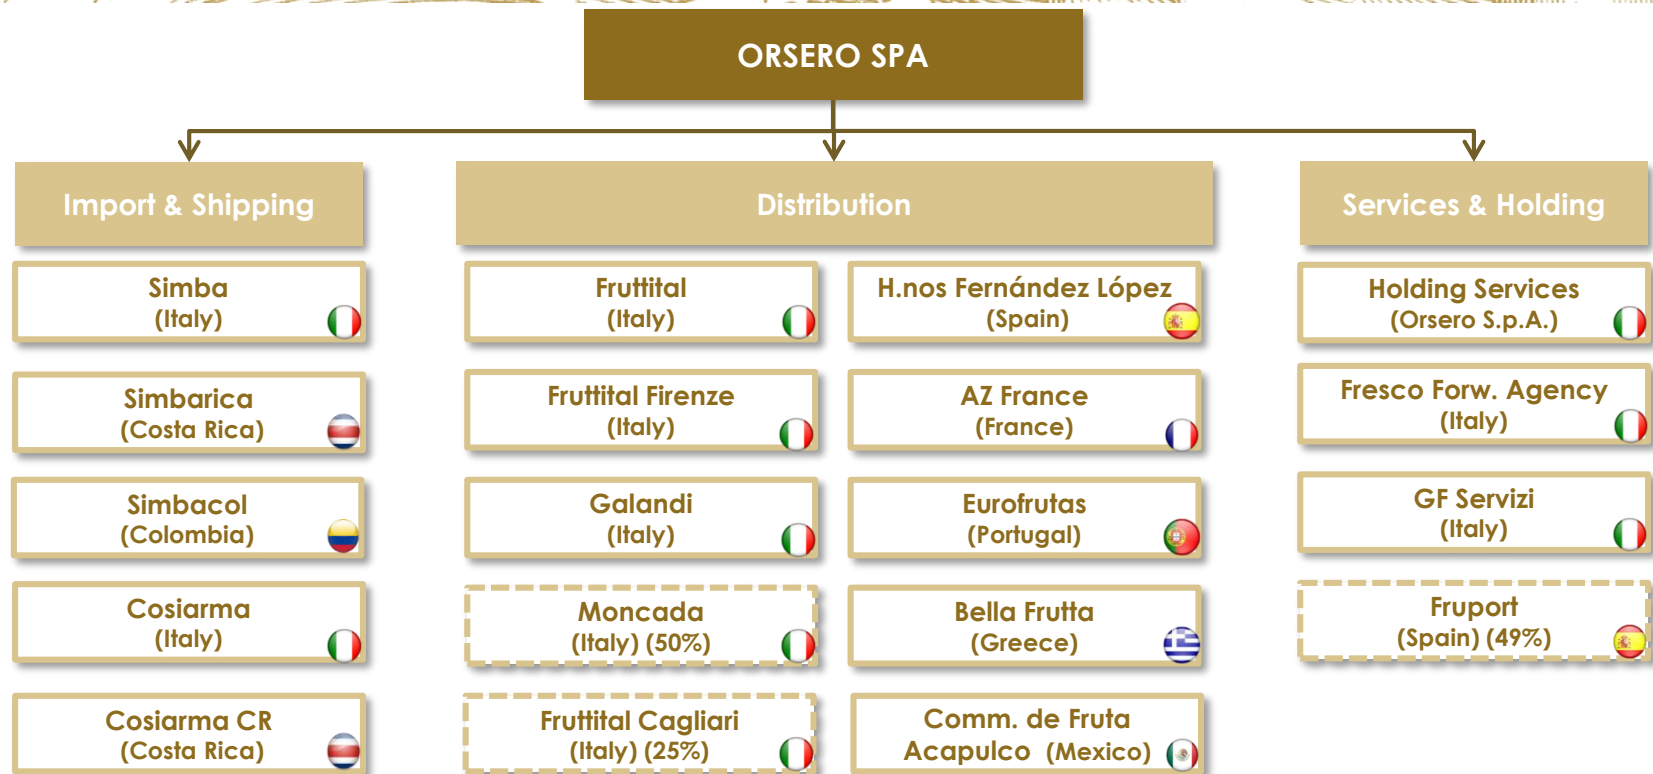 ORSERO SPA
Import & Shipping
Distribution
Services & Holding
Simba
(Italy)
Simbarica
(Costa Rica)
Simbacol
(Colombia)
Cosiarma
(Italy)
Cosiarma CR
(Costa Rica)
Fruttital
(Italy)
Fruttital Firenze
(Italy)
Galandi
(Italy)
Moncada
(Italy) (50%)
Fruttital Cagliari
(Italy) (25%)
H.nos Fernández López
(Spain)
AZ France
(France)
Eurofrutas
(Portugal)
Bella Frutta
(Greece)
Comm. de Fruta
Acapulco (Mexico)
Holding Services
(Orsero S.p.A.)
Fresco Forw. Agency
(Italy)
GF Servizi
(Italy)
Fruport
(Spain) (49%)